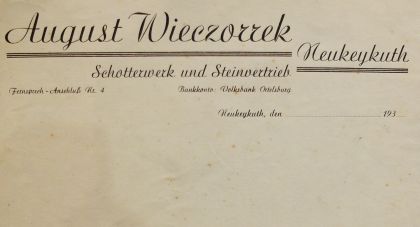 August Wieczorrek
Neukeykuth
Schotterwerk und Steinvertrieb
Fernsprech-Anschluß Nr. 4
Bankkonto: Volksbank Ortelsburg
Neukeykuth, den 193